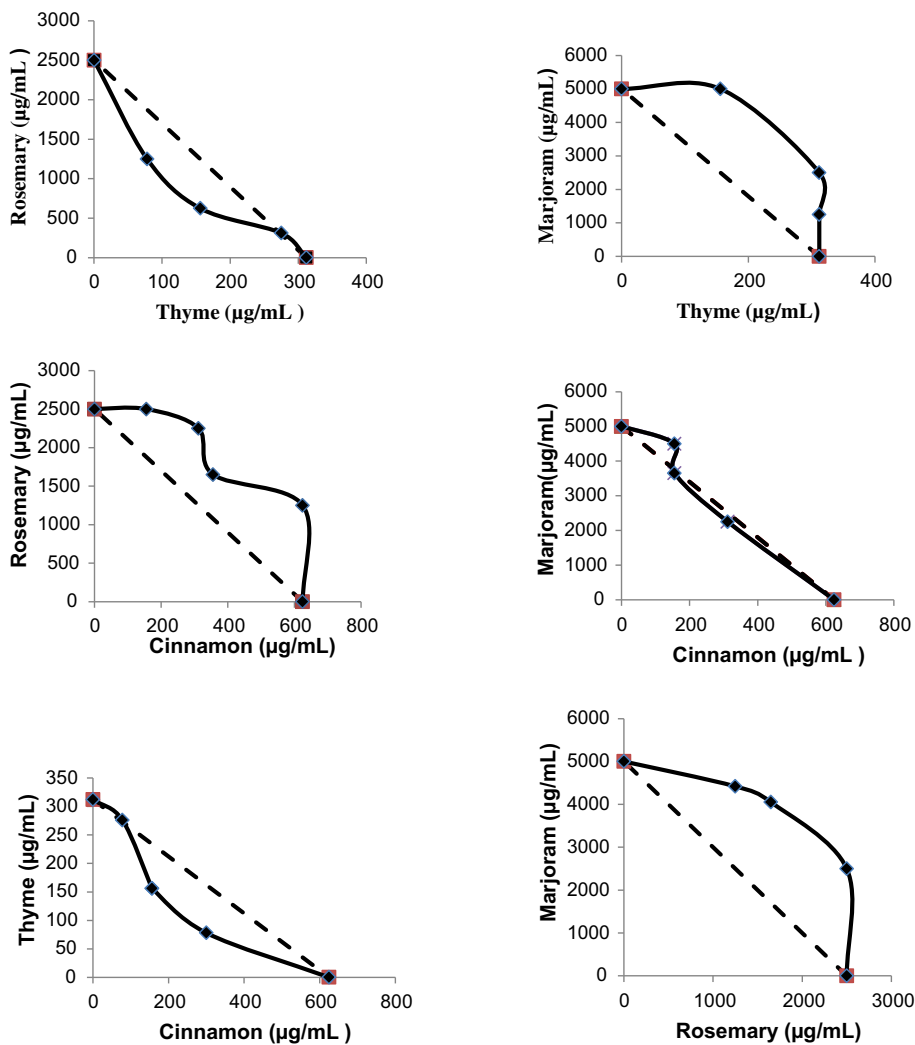 3000
2500
2000
1500
1000
500
0
0 100 200 300 400
Rosemary (µg/mL )
Thyme (µg/mL )
6000
5000
4000
3000
2000
1000
0
0 200 400
Marjoram (µg/mL)
Thyme (µg/mL)
3000
2500
2000
1500
1000
500
0
0 200 400 600 800
Rosemary (µg/mL)
Cinnamon (µg/mL)
6000
5000
4000
3000
2000
1000
0
0 200 400 600 800
Marjoram(µg/mL)
Cinnamon (µg/mL )
350
300
250
200
150
100
50
0
0 200 400 600 800
Thyme (µg/mL)
Cinnamon (µg/mL )
6000
5000
4000
3000
2000
1000
0
0 1000 2000 3000
Marjoram (µg/mL)
Rosemary (µg/mL)